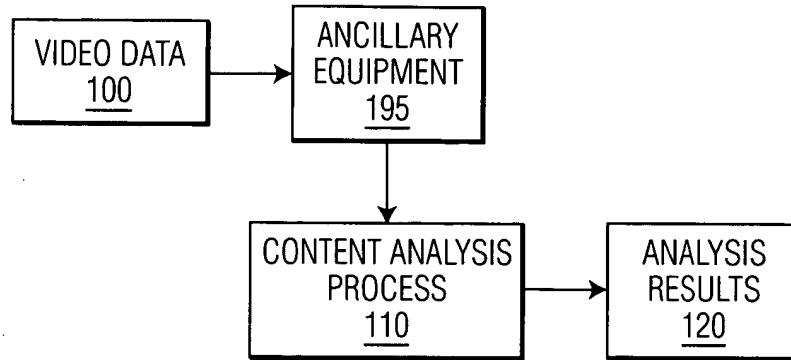 VIDEO DATA
100
ANCILLARY
EQUIPMENT
195
CONTENT ANALYSIS
PROCESS
110
ANALYSIS
RESULTS
120